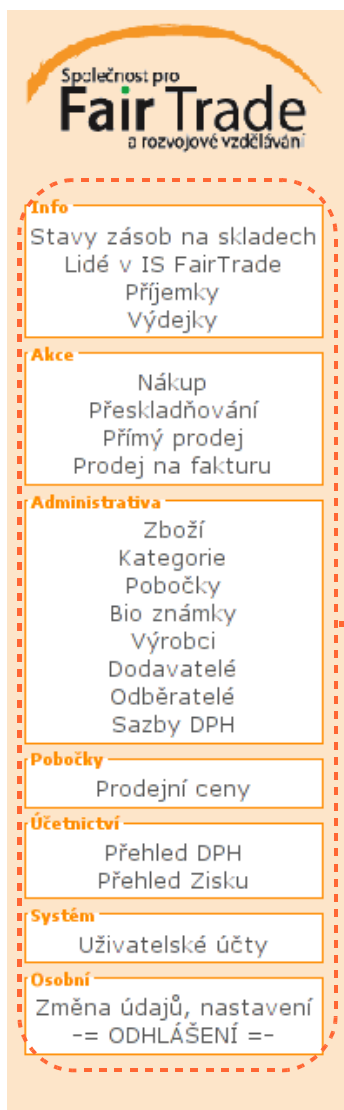 Společnost pro
Fair Trade
a rozvojové vzdělávání
Info
Stavy zásob na skladech
Lidé v IS FairTrade
Příjemky
Výdejky
Akce
Nákup
Přeskladňování
Přímý prodej
Prodej na fakturu
Administrativa
Zboží
Kategorie
Pobočky
Bio známky
Výrobci
Dodavatelé
Odběratelé
Sazby DPH
Pobočky
Prodejní ceny
Účetnictví
Přehled DPH
Přehled Zisku
Systém
Uživatelské účty
Osobní
Změna údajů, nastavení
-= ODHLÁŠENÍ =-